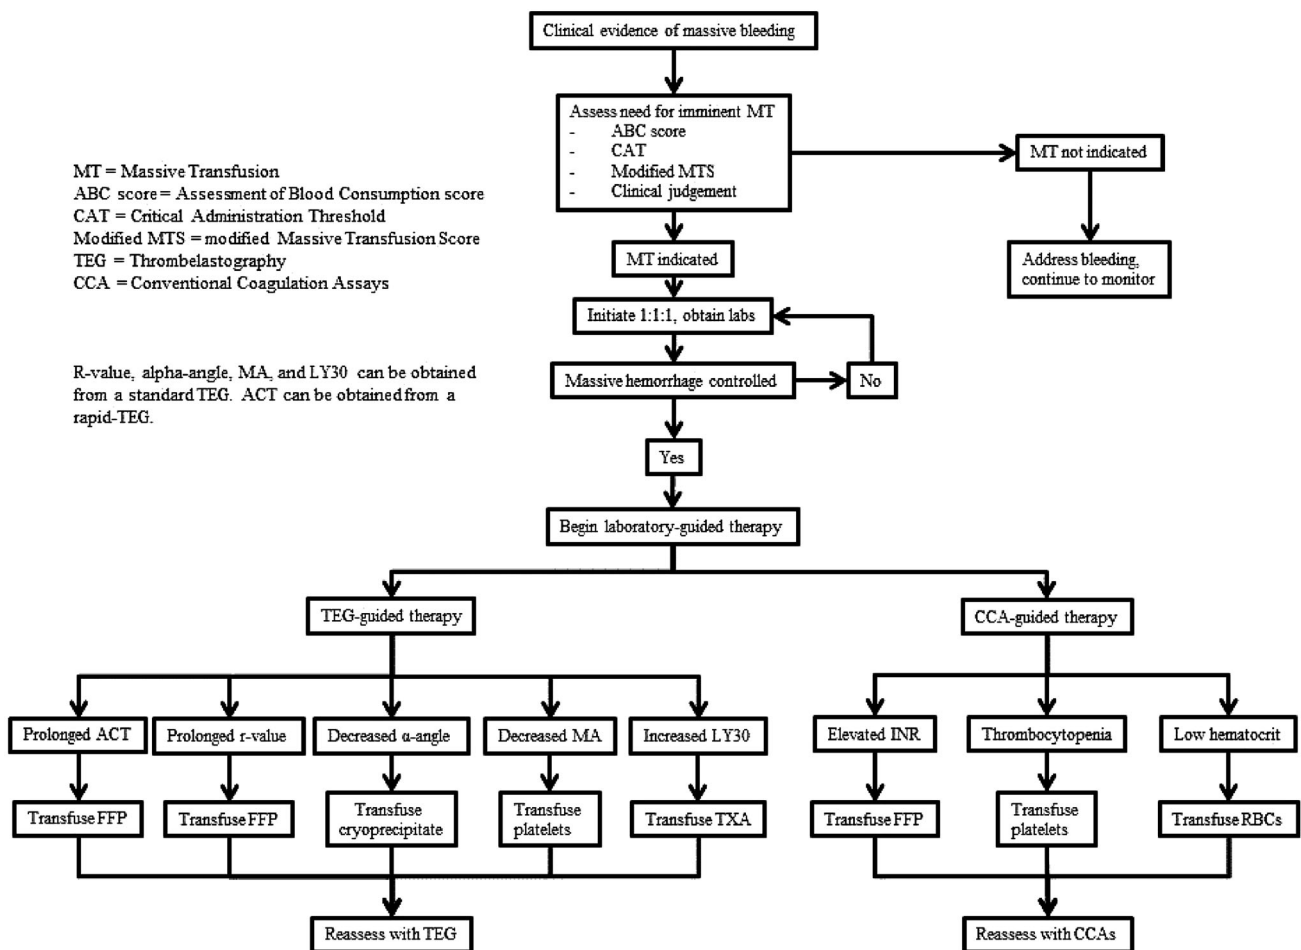 Clinical evidence of massive bleeding
Assess need for imminent MT
- ABC score
- CAT
- Modified MTS
- Clinical judgement
MT not indicated
MT = Massive Transfusion
ABC score = Assessment of Blood Consumption score
CAT = Critical Administration Threshold
Modified MTS = modified Massive Transfusion Score
TEG = Thrombelastography
CCA = Conventional Coagulation Assays
MT indicated
Address bleeding,
continue to monitor
Initiate 1:1:1, obtain labs
R-value, alpha-angle, MA, and LY30 can be obtained
from a standard TEG. ACT can be obtained from a
rapid-TEG.
Massive hemorrhage controlled
No
Yes
Begin laboratory-guided therapy
TEG-guided therapy
CCA-guided therapy
Prolonged ACT
Prolonged r-value
Decreased α-angle
Decreased MA
Increased LY30
Elevated INR
Thrombocytopenia
Low hematocrit
Transfuse FFP
Transfuse FFP
Transfuse
cryoprecipitate
Transfuse
platelets
Transfuse TXA
Transfuse FFP
Transfuse
platelets
Transfuse RBCs
Reassess with TEG
Reassess with CCAs